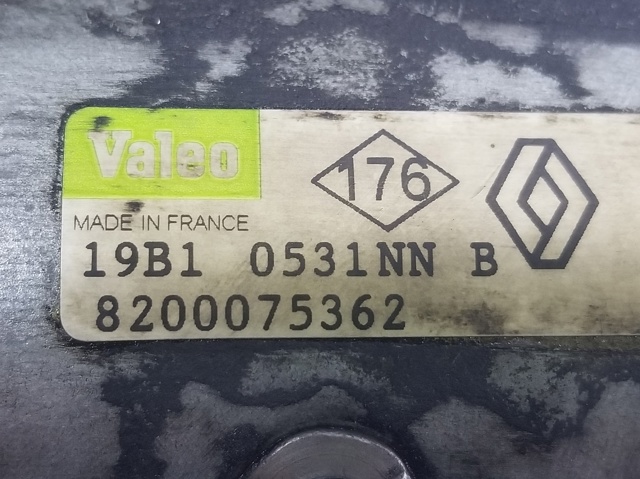 Valeo
176
MADE IN FRANCE
19B1 0531NN B
8200075362